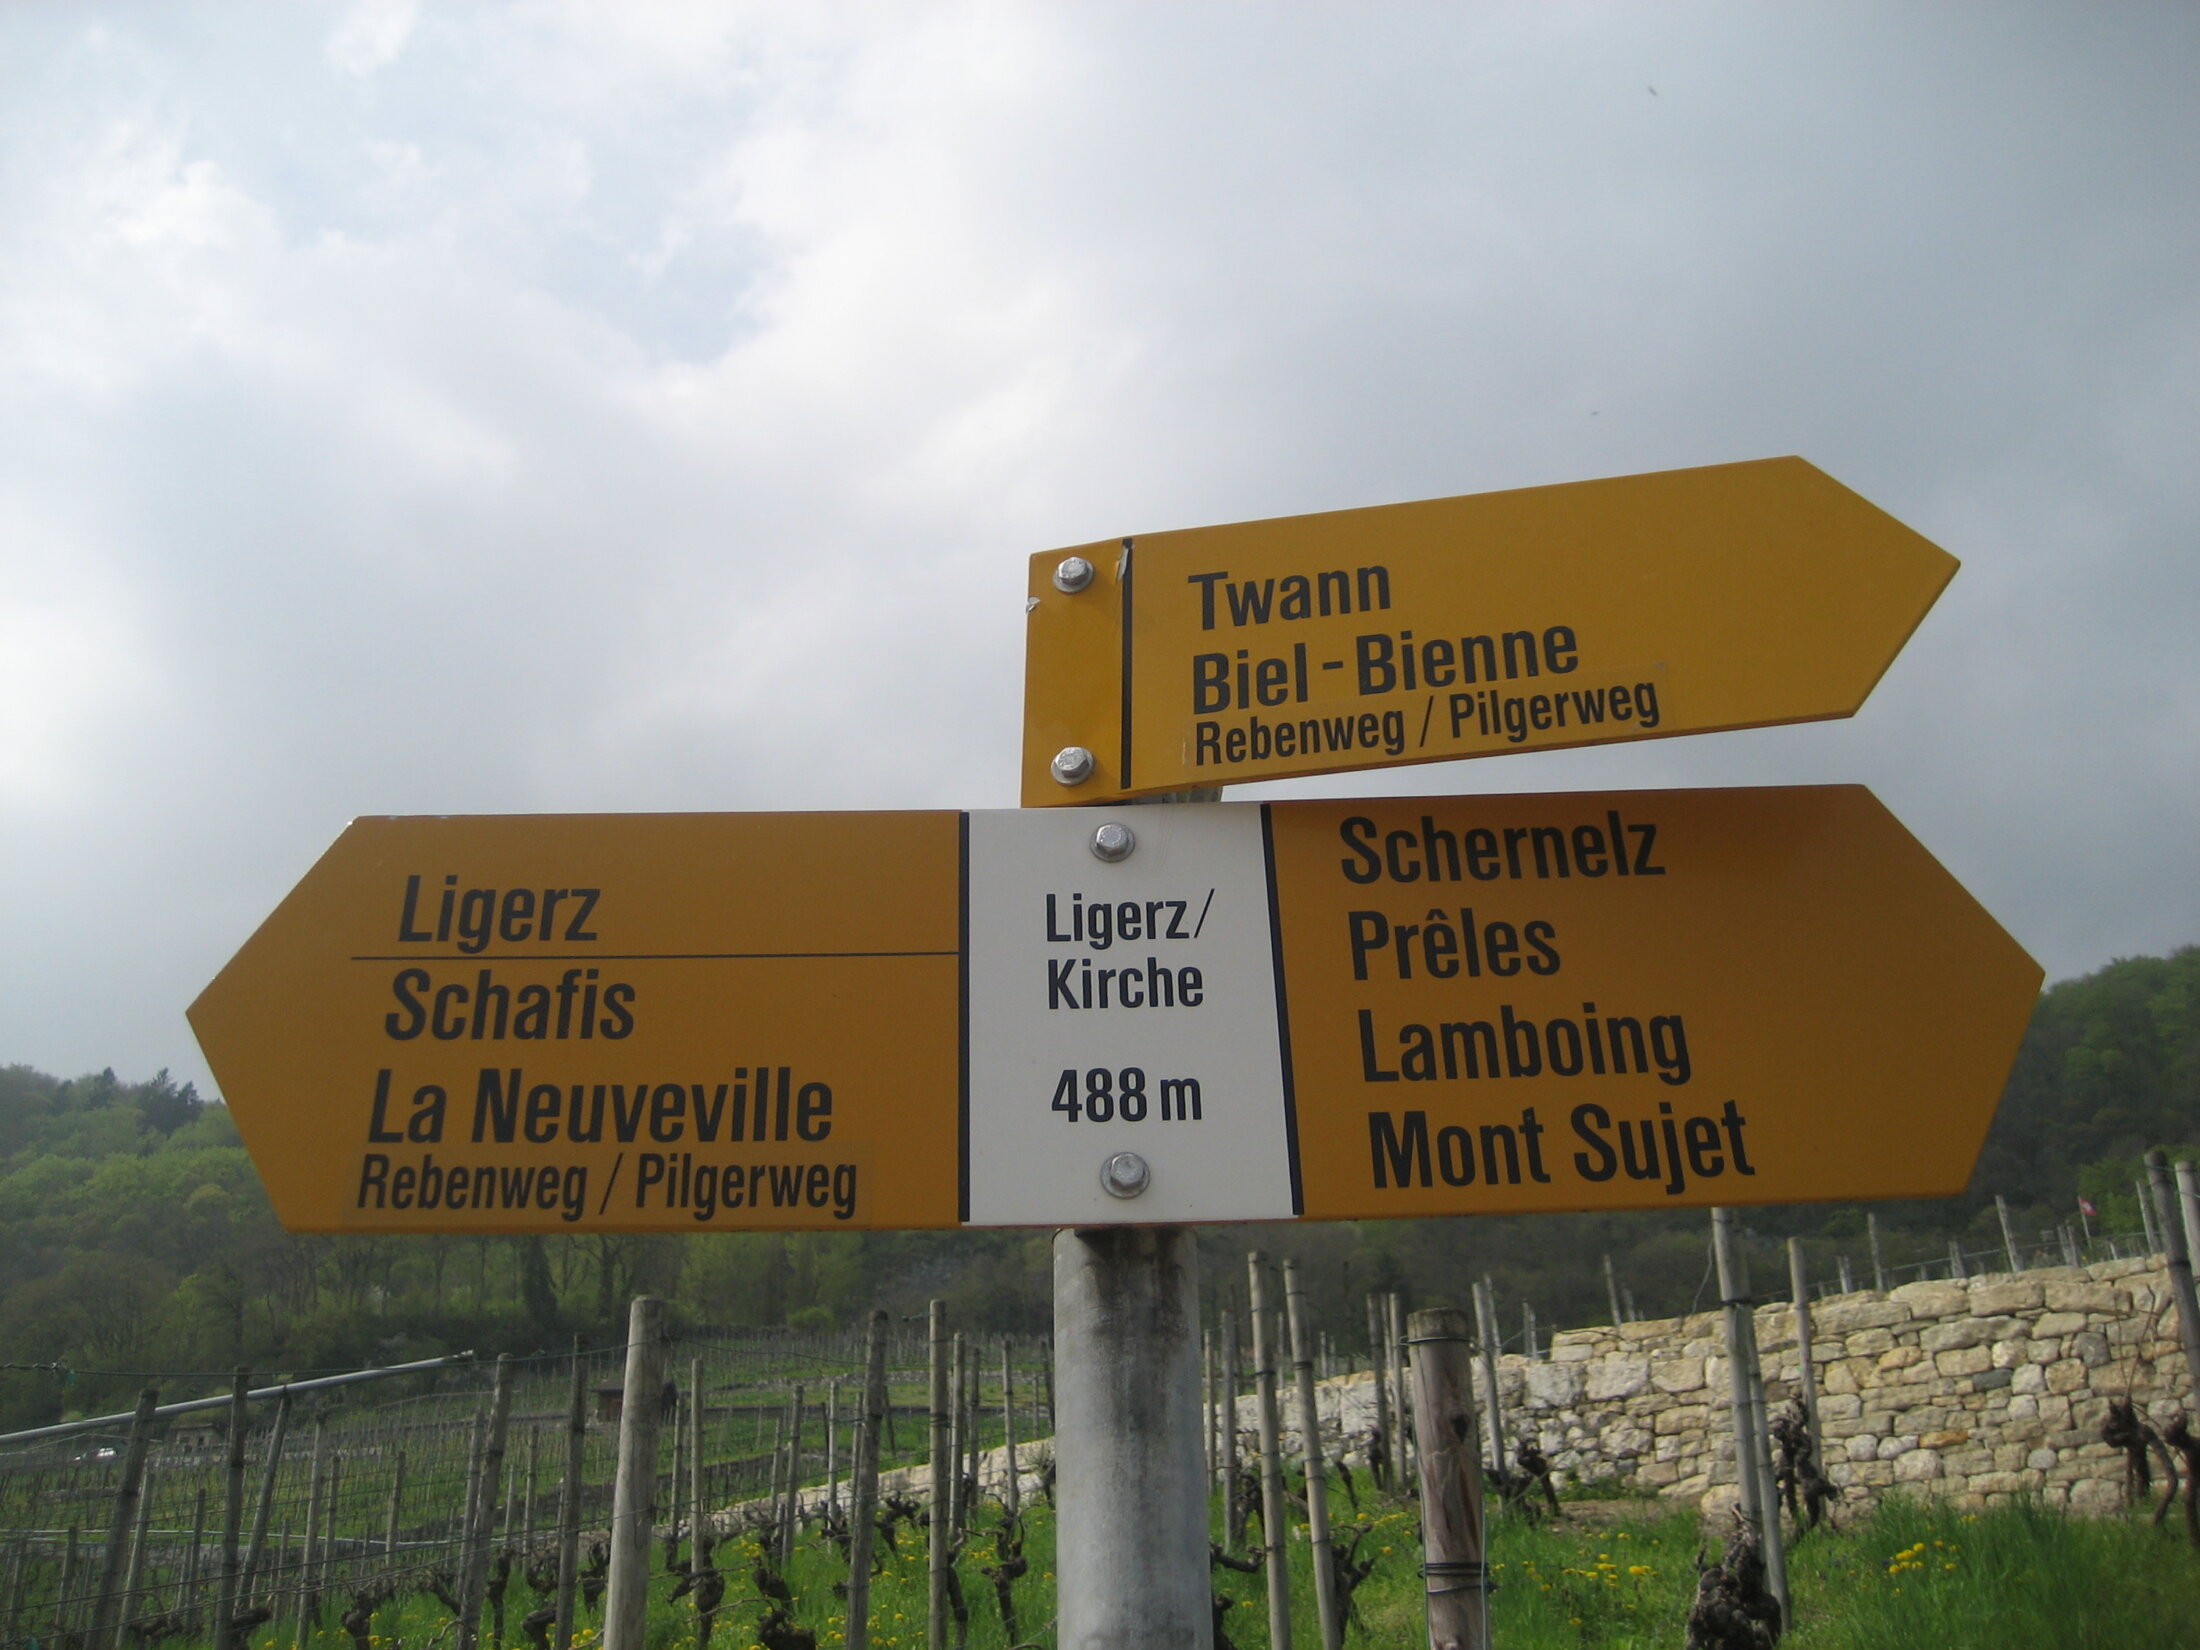 Twann
Biel - Bienne
Rebenweg / Pilgerweg
Ligerz
Schafis
La Neuveville
Rebenweg / Pilgerweg
Ligerz/
Kirche
488 m
Schernelz
Prêles
Lamboing
Mont Sujet